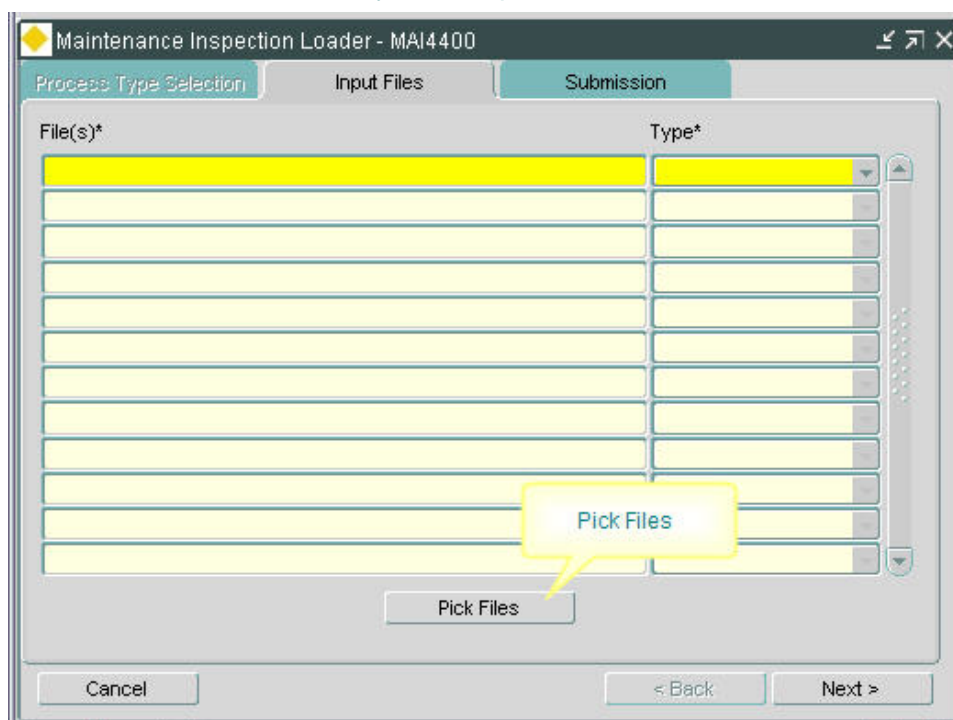 Maintenance Inspection Loader - MAI4400
Process Type Selection Input Files Submission
File(s)* Type*
Pick Files
Pick Files
Cancel < Back Next >